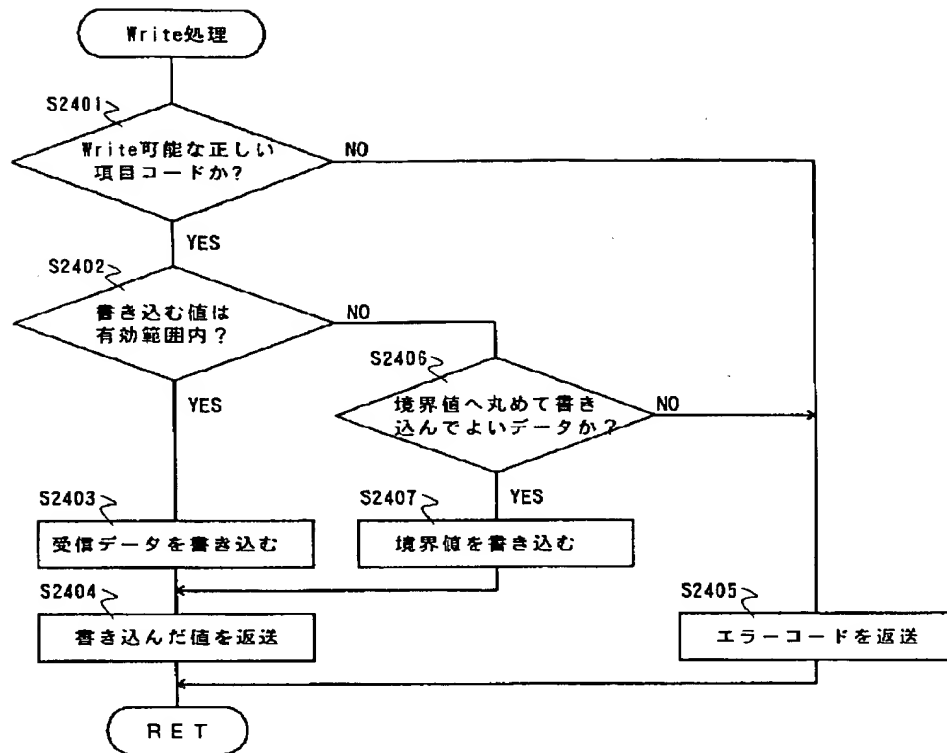 Write処理
S2401
Write可能な正しい
項目コードか?
NO
YES
S2402
書き込む値は
有効範囲内?
NO
S2406
YES
境界値へ丸めて書き
込んでよいデータか?
NO
S2403
S2407
YES
受信データを書き込む
境界値を書き込む
S2404
S2405
書き込んだ値を返送
エラーコードを返送
RET